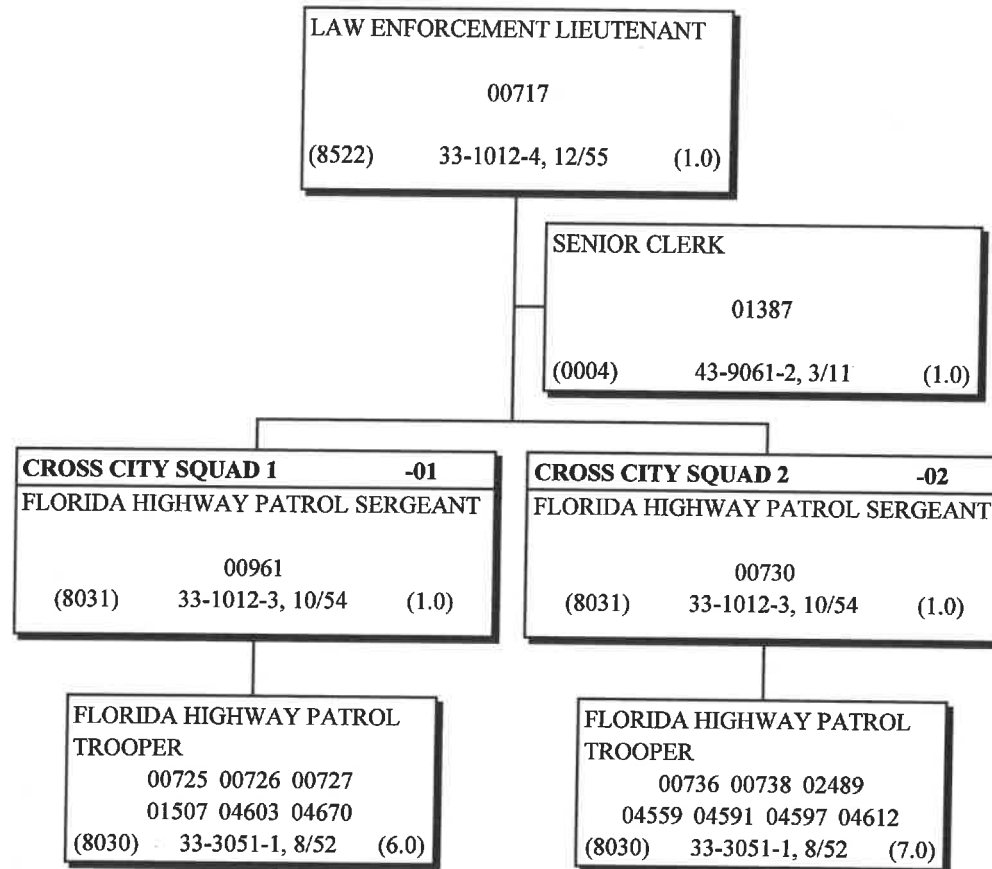 LAW ENFORCEMENT LIEUTENANT
00717
(8522) 33-1012-4, 12/55 (1.0)
SENIOR CLERK
01387
(0004) 43-9061-2, 3/11 (1.0)
CROSS CITY SQUAD 1 -01
FLORIDA HIGHWAY PATROL SERGEANT
00961
(8031) 33-1012-3, 10/54 (1.0)
CROSS CITY SQUAD 2 -02
FLORIDA HIGHWAY PATROL SERGEANT
00730
(8031) 33-1012-3, 10/54 (1.0)
FLORIDA HIGHWAY PATROL
TROOPER
00725 00726 00727
01507 04603 04670
(8030) 33-3051-1, 8/52 (6.0)
FLORIDA HIGHWAY PATROL
TROOPER
00736 00738 02489
04559 04591 04597 04612
(8030) 33-3051-1, 8/52 (7.0)